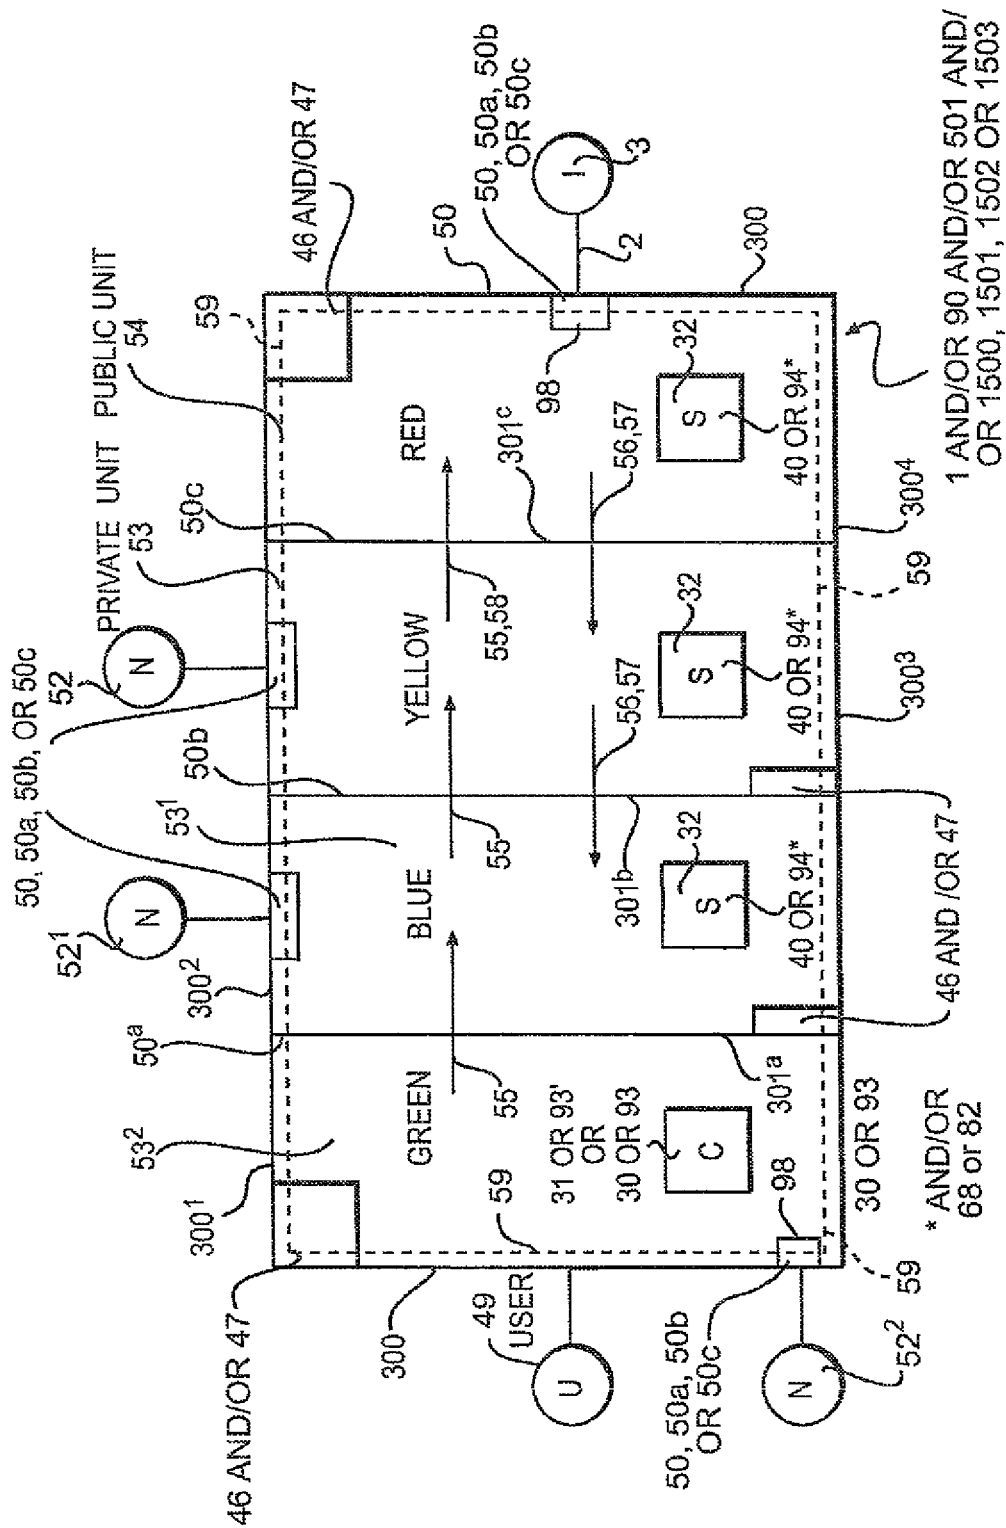 50, 50a, 50b, OR 50c
52¹
N
52
N
PRIVATE UNIT
53
PUBLIC UNIT
54
46 AND/OR 47
300¹
53²
50ᵃ
300²
53¹
50b
50c
59
46 AND/OR 47
50
50, 50a, 50b
OR 50c
GREEN
BLUE
YELLOW
RED
55
55
55,58
301ᶜ
98
2
I
3
300
49
USER
U
59
31 OR 93'
OR
30 OR 93
C
301ᵃ
301b
56,57
56,57
32
S
40 OR 94*
32
S
40 OR 94*
32
S
40 OR 94*
300
50, 50a, 50b
OR 50c
98
N
52²
59
30 OR 93
* AND/OR
68 or 82
46 AND /OR 47
300³
59
300⁴
1 AND/OR 90 AND/OR 501 AND/
OR 1500, 1501, 1502 OR 1503